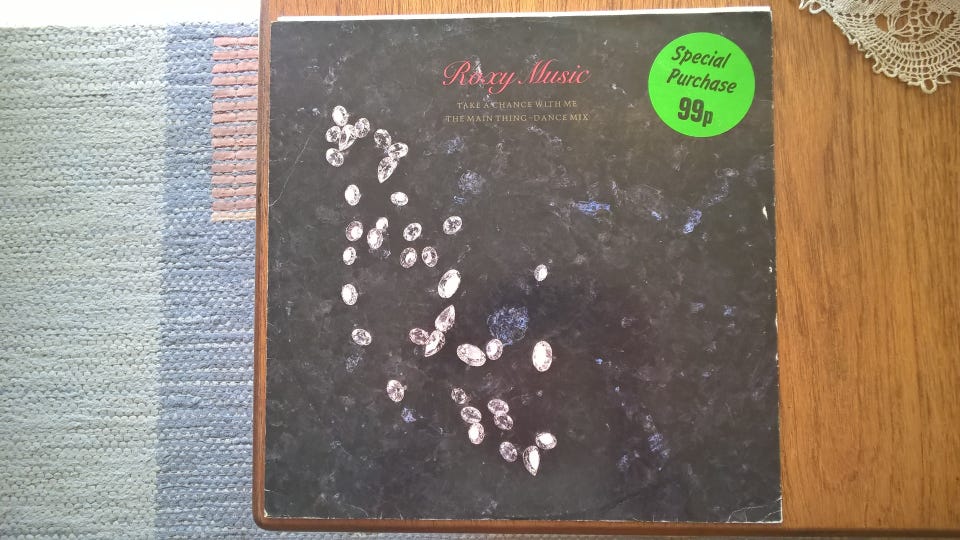 Roxy Music
TAKE A CHANCE WITH ME
THE MAIN THING-DANCE MIX
Special
Purchase
99p